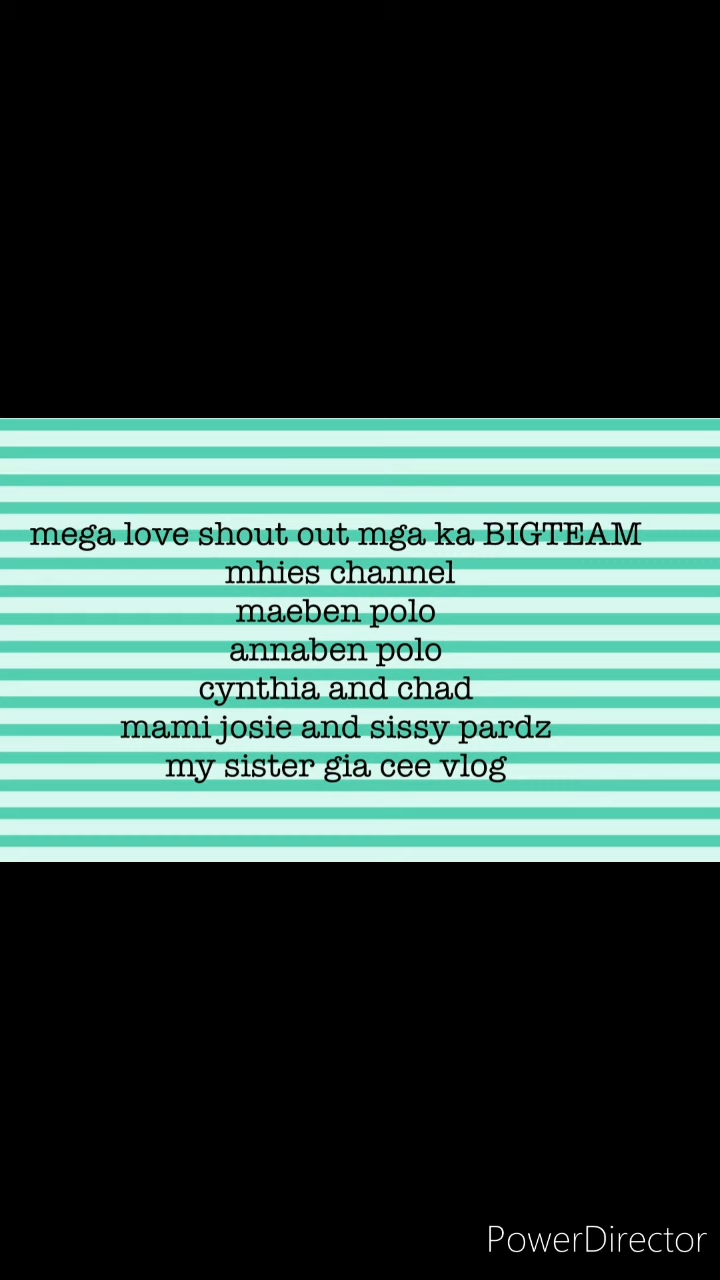 mega love shout out mga ka BIGTEAM
mhies channel
maeben polo
annaben polo
cynthia and chad
mami josie and sissy pardz
my sister gia cee vlog
PowerDirector